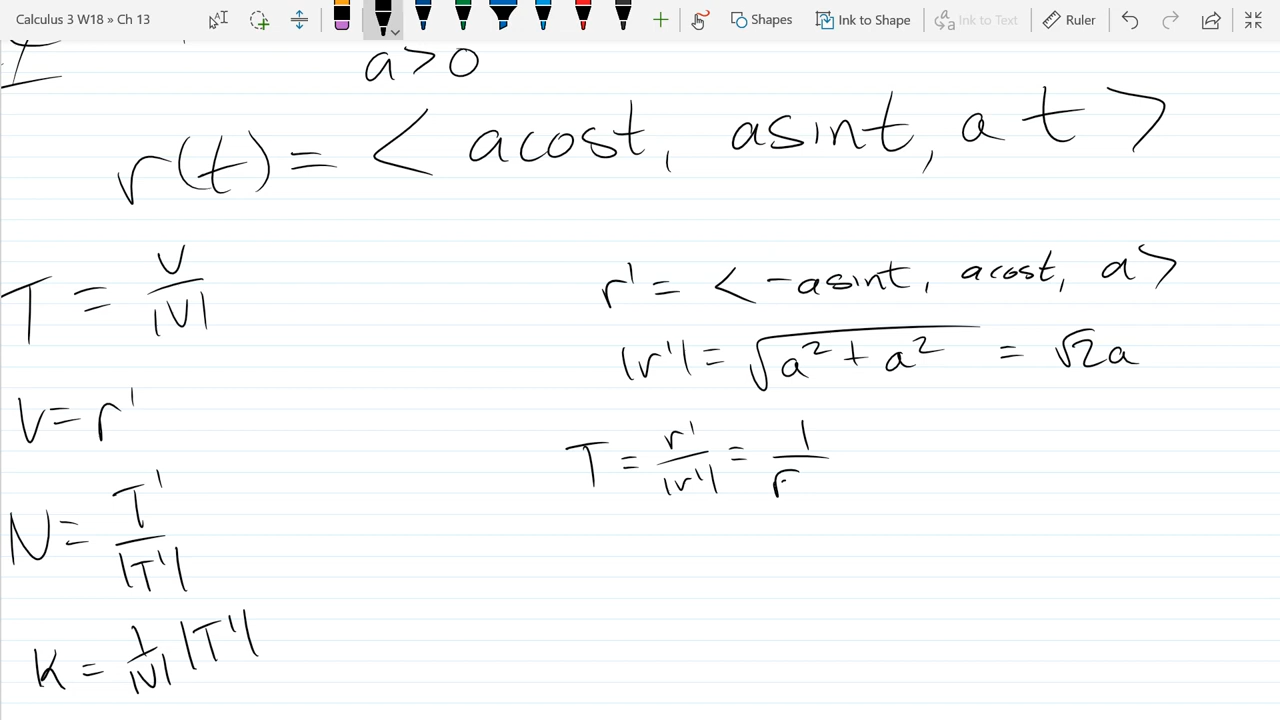 Calculus 3 W18 » Ch 13
Shapes
Ink to Shape
Ink to Text
Ruler
a>0
r(t) = < acost, asint, at >
T = V/|V|
V = r'
N = T'/|T'|
K = 1/|V| |T'|
r' = < -asint, acost, a >
|r'| = √(a² + a²) = √2a
T = r'/|r'| = 1/